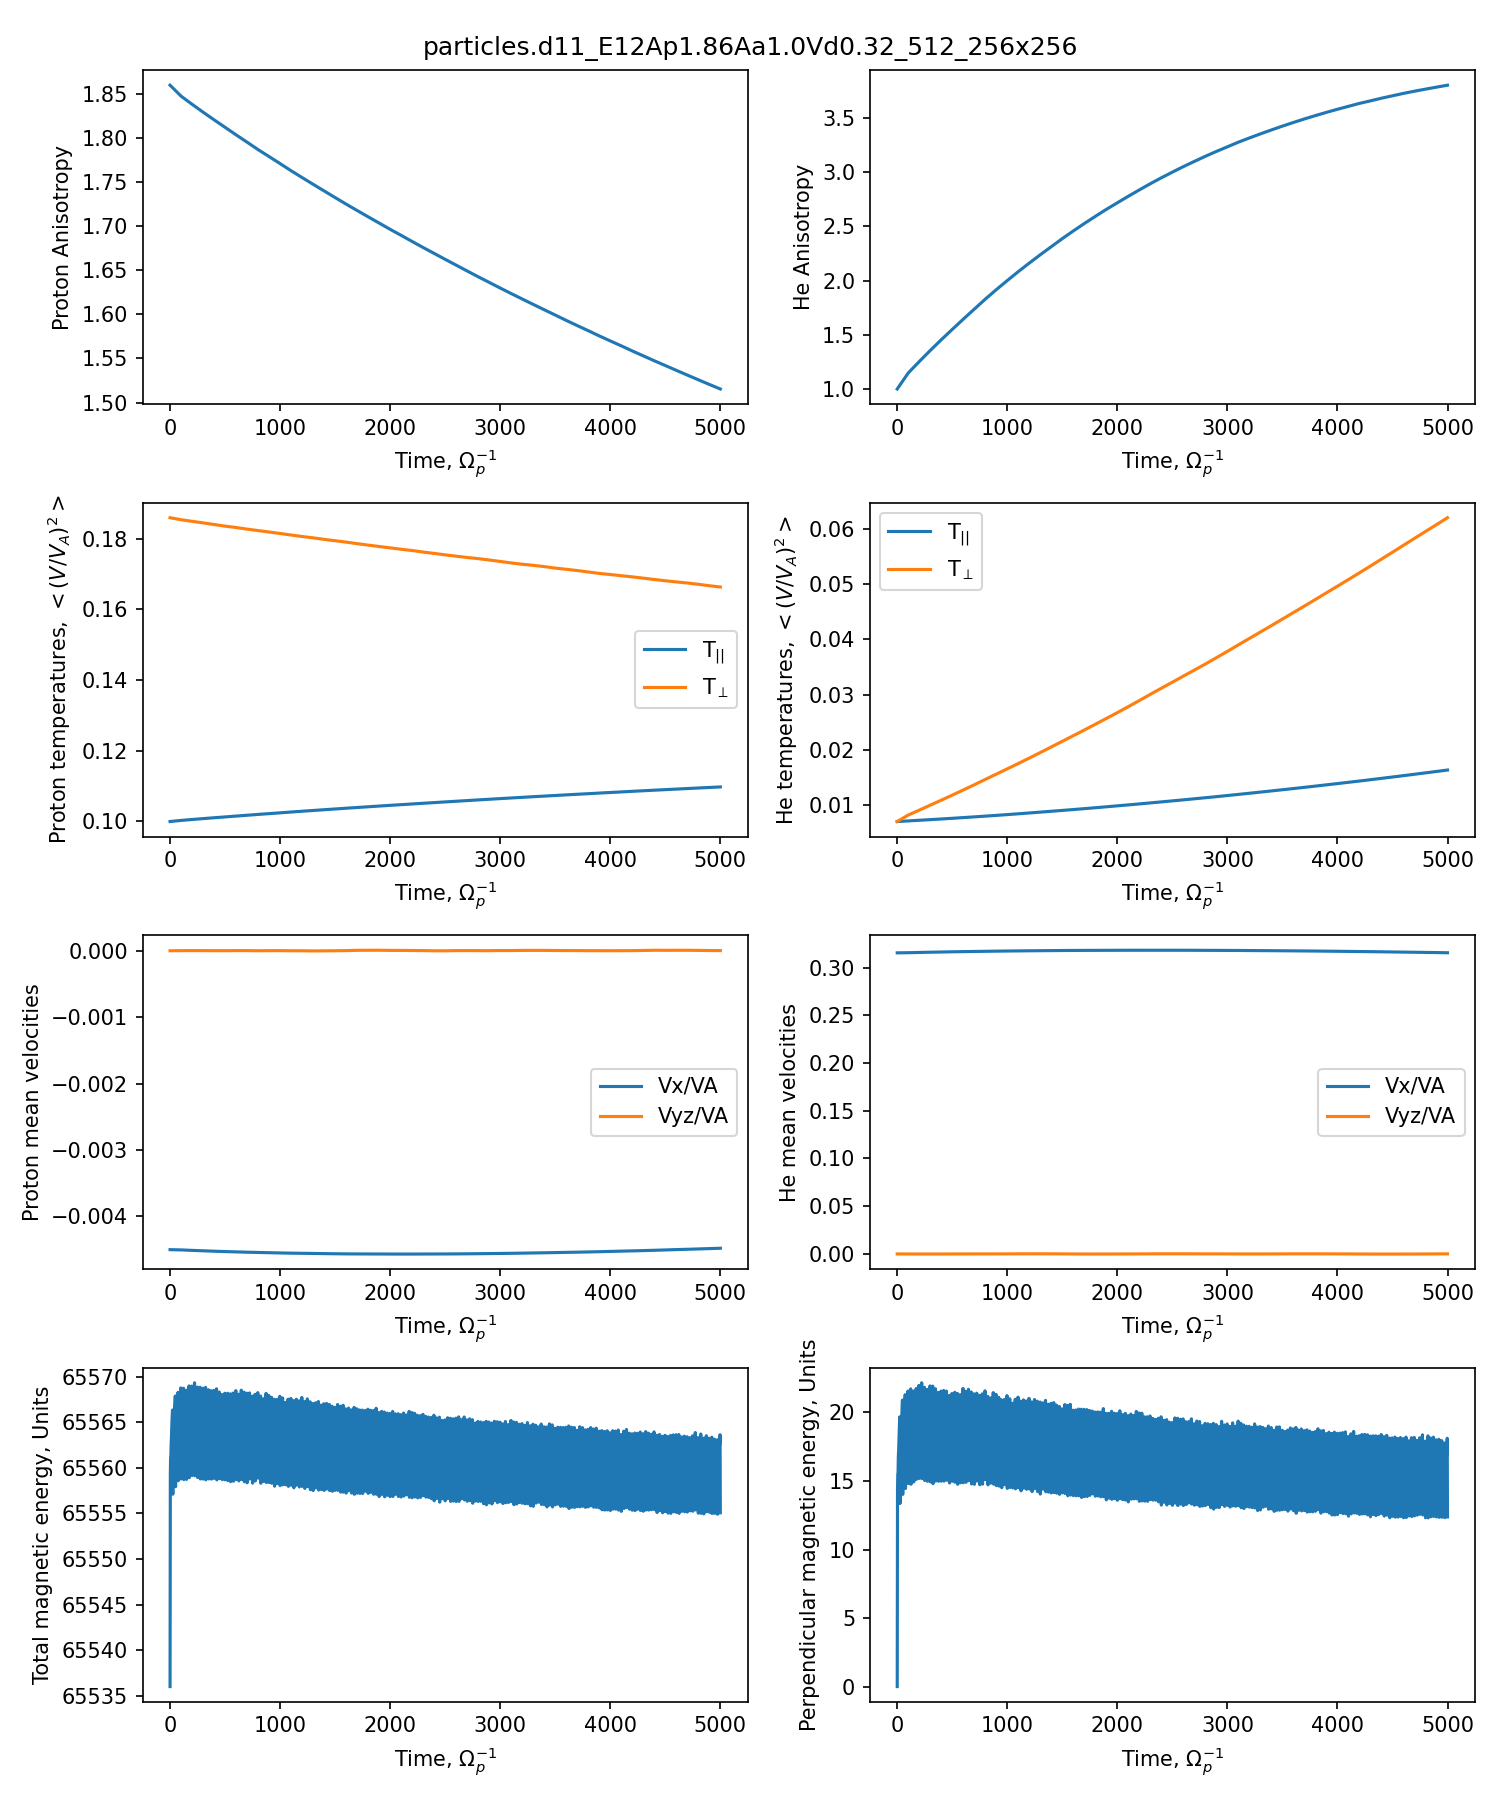 particles.d11_E12Ap1.86Aa1.0Vd0.32_512_256x256
Proton Anisotropy
1.85
1.80
1.75
1.70
1.65
1.60
1.55
1.50
0 1000 2000 3000 4000 5000
Time, Ω_p^{-1}
He Anisotropy
3.5
3.0
2.5
2.0
1.5
1.0
0 1000 2000 3000 4000 5000
Time, Ω_p^{-1}
Proton temperatures, < (V/V_A)^2 >
0.18
0.16
0.14
0.12
0.10
T_{||}
T_⊥
0 1000 2000 3000 4000 5000
Time, Ω_p^{-1}
He temperatures, < (V/V_A)^2 >
0.06
0.05
0.04
0.03
0.02
0.01
T_{||}
T_⊥
0 1000 2000 3000 4000 5000
Time, Ω_p^{-1}
Proton mean velocities
0.000
−0.001
−0.002
−0.003
−0.004
Vx/VA
Vyz/VA
0 1000 2000 3000 4000 5000
Time, Ω_p^{-1}
He mean velocities
0.30
0.25
0.20
0.15
0.10
0.05
0.00
Vx/VA
Vyz/VA
0 1000 2000 3000 4000 5000
Time, Ω_p^{-1}
Total magnetic energy, Units
65570
65565
65560
65555
65550
65545
65540
65535
0 1000 2000 3000 4000 5000
Time, Ω_p^{-1}
Perpendicular magnetic energy, Units
20
15
10
5
0
0 1000 2000 3000 4000 5000
Time, Ω_p^{-1}